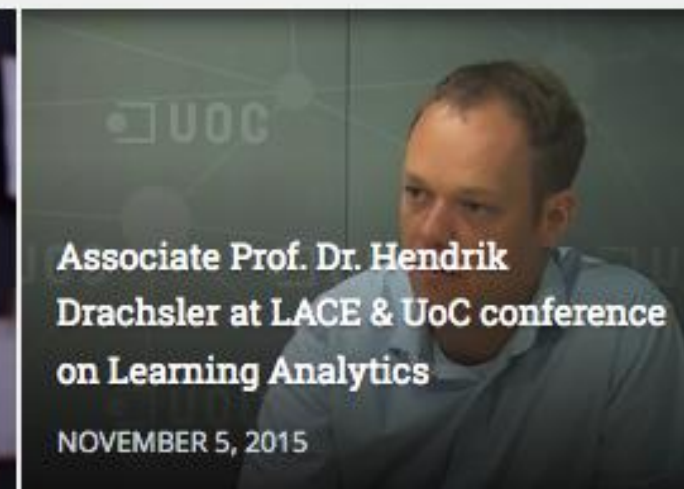 UOC
Associate Prof. Dr. Hendrik
Drachsler at LACE & UoC conference
on Learning Analytics
NOVEMBER 5, 2015